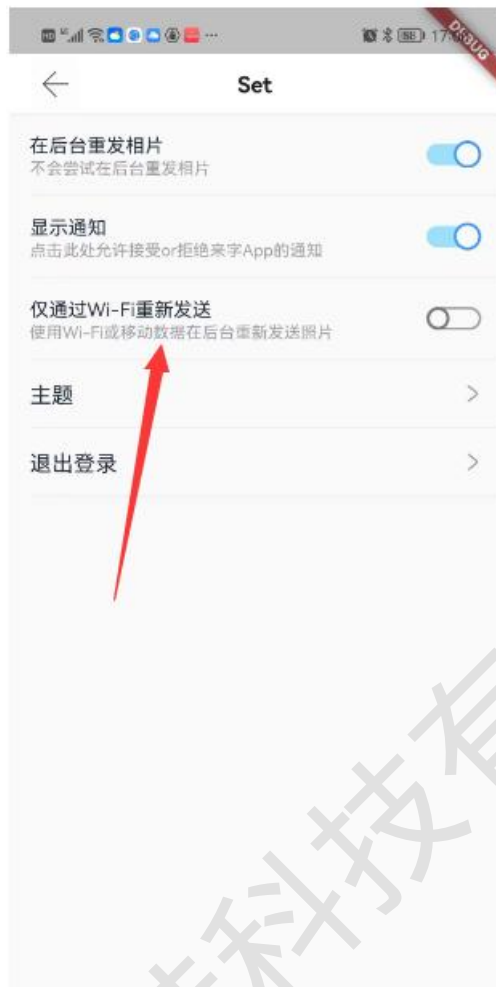 88
DEBUG
Set
在后台重发相片
不会尝试在后台重发相片
显示通知
点击此处允许接受or拒绝来字App的通知
仅通过Wi-Fi重新发送
使用Wi-Fi或移动数据在后台重新发送照片
主题
退出登录
科技有